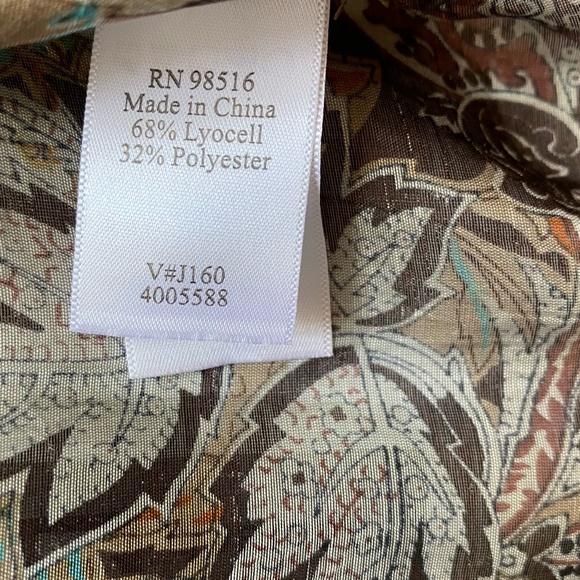 RN 98516
Made in China
68% Lyocell
32% Polyester
V#J160
4005588